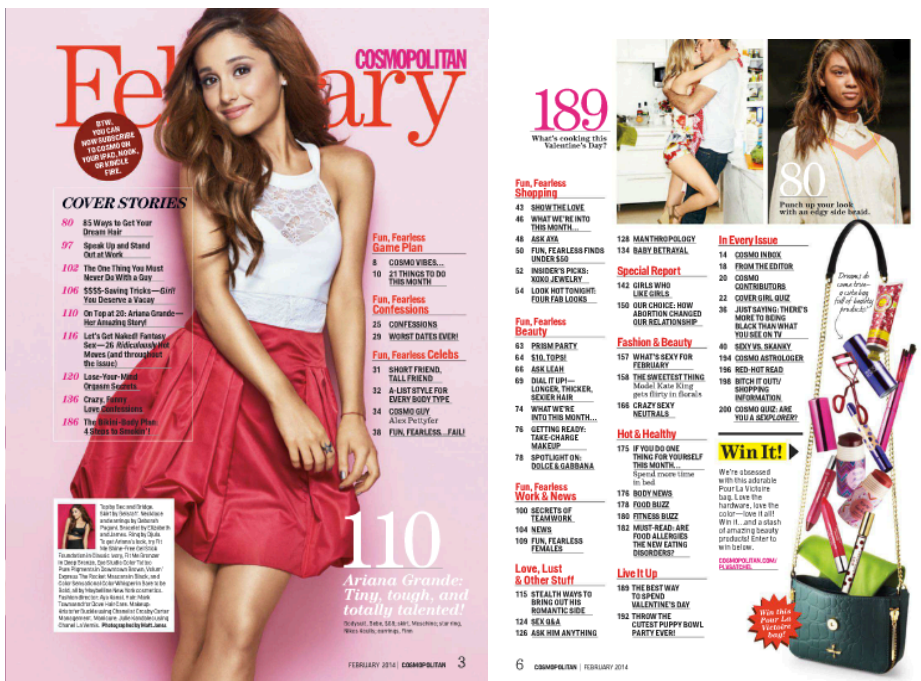 COSMOPOLITAN
February
BTW,
YOU CAN
NOW SUBSCRIBE
TO COSMO ON
YOUR IPAD, NOOK,
OR KINDLE
FIRE.
COVER STORIES
80 85 Ways to Get Your
Dream Hair
97 Speak Up and Stand
Out at Work
102 The One Thing You Must
Never Do With a Guy
106 $$$$-Saving Tricks—Girl!
You Deserve a Vacay
110 On Top at 20: Ariana Grande—
Her Amazing Story!
116 Let's Get Naked! Fantasy
Sex—26 Ridiculously Hot
Moves (and throughout
the issue)
120 Lose-Your-Mind
Orgasm Secrets
136 Crazy, Funny
Love Confessions
186 The Bikini-Body Plan:
4 Steps to Smokin'!
Fun, Fearless
Game Plan
8 COSMO VIBES...
10 21 THINGS TO DO
THIS MONTH
Fun, Fearless
Confessions
25 CONFESSIONS
29 WORST DATES EVER!
Fun, Fearless Celebs
31 SHORT FRIEND,
TALL FRIEND
32 A-LIST STYLE FOR
EVERY BODY TYPE
34 COSMO GUY
Alex Pettyfer
38 FUN, FEARLESS...FAIL!
Photographed by Matt Jones
110
Ariana Grande:
Tiny, tough, and
totally talented!
FEBRUARY 2014 | COSMOPOLITAN 3
189
What's cooking this
Valentine's Day?
80
Punch up your look
with an edgy side braid.
Fun, Fearless
Shopping
43 SHOW THE LOVE
46 WHAT WE'RE INTO
THIS MONTH...
48 ASK AYA
50 FUN, FEARLESS FINDS
UNDER $50
52 INSIDER'S PICKS:
XOXO JEWELRY
54 LOOK HOT TONIGHT:
FOUR FAB LOOKS
Fun, Fearless
Beauty
63 PRISM PARTY
64 $10, TOPS!
66 ASK LEAH
69 DIAL IT UP!—
LONGER, THICKER,
SEXIER HAIR
74 WHAT WE'RE
INTO THIS MONTH...
76 GETTING READY:
TAKE-CHARGE
MAKEUP
78 SPOTLIGHT ON:
DOLCE & GABBANA
Fun, Fearless
Work & News
100 SECRETS OF
TEAMWORK
104 NEWS
109 FUN, FEARLESS
FEMALES
Love, Lust
& Other Stuff
115 STEALTH WAYS TO
BRING OUT HIS
ROMANTIC SIDE
124 SEX Q&A
126 ASK HIM ANYTHING
128 MANTHROPOLOGY
134 BABY BETRAYAL
Special Report
142 GIRLS WHO
LIKE GIRLS
150 OUR CHOICE: HOW
ABORTION CHANGED
OUR RELATIONSHIP
Fashion & Beauty
157 WHAT'S SEXY FOR
FEBRUARY
158 THE SWEETEST THING
Model Kate King
gets flirty in florals
166 CRAZY SEXY
NEUTRALS
Hot & Healthy
175 IF YOU DO ONE
THING FOR YOURSELF
THIS MONTH...
Spend more time
in bed
176 BODY NEWS
178 FOOD BUZZ
180 FITNESS BUZZ
182 MUST-READ: ARE
FOOD ALLERGIES
THE NEW EATING
DISORDERS?
Live It Up
189 THE BEST WAY
TO SPEND
VALENTINE'S DAY
192 THROW THE
CUTEST PUPPY BOWL
PARTY EVER!
In Every Issue
14 COSMO INBOX
18 FROM THE EDITOR
20 COSMO
CONTRIBUTORS
22 COVER GIRL QUIZ
36 JUST SAYING: THERE'S
MORE TO BEING
BLACK THAN WHAT
YOU SEE ON TV
40 SEXY VS. SKANKY
194 COSMO ASTROLOGER
196 RED-HOT READ
198 BITCH IT OUT!/
SHOPPING
INFORMATION
200 COSMO QUIZ: ARE
YOU A SEXPLORER?
Win It!
We're obsessed
with this adorable
Pour La Victoire
bag. Love the
hardware, love the
color—love it all!
Win it...and a stash
of amazing beauty
products! Enter to
win below.
COSMOPOLITAN.COM/
Dreams do
come true—
a cute bag
full of beauty
products!
Win this
Pour La
Victoire
bag!
6 COSMOPOLITAN | FEBRUARY 2014